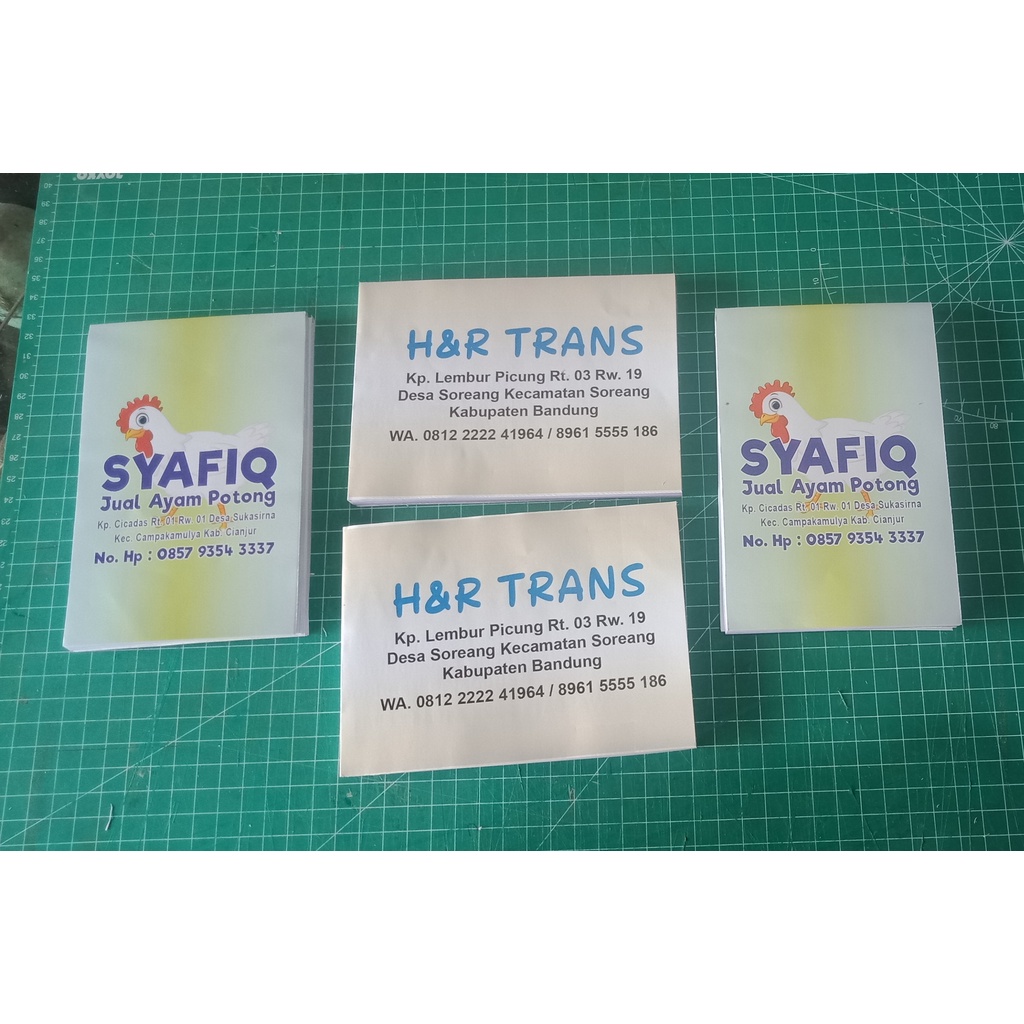 JOYKO
SYAFIQ
Jual Ayam Potong
Kp. Cicadas Rt. 01 Rw. 01 Desa Sukasirna
Kec. Campakamulya Kab. Cianjur
No. Hp : 0857 9354 3337
H&R TRANS
Kp. Lembur Picung Rt. 03 Rw. 19
Desa Soreang Kecamatan Soreang
Kabupaten Bandung
WA. 0812 2222 41964 / 8961 5555 186
H&R TRANS
Kp. Lembur Picung Rt. 03 Rw. 19
Desa Soreang Kecamatan Soreang
Kabupaten Bandung
WA. 0812 2222 41964 / 8961 5555 186
SYAFIQ
Jual Ayam Potong
Kp. Cicadas Rt. 01 Rw. 01 Desa Sukasirna
Kec. Campakamulya Kab. Cianjur
No. Hp : 0857 9354 3337